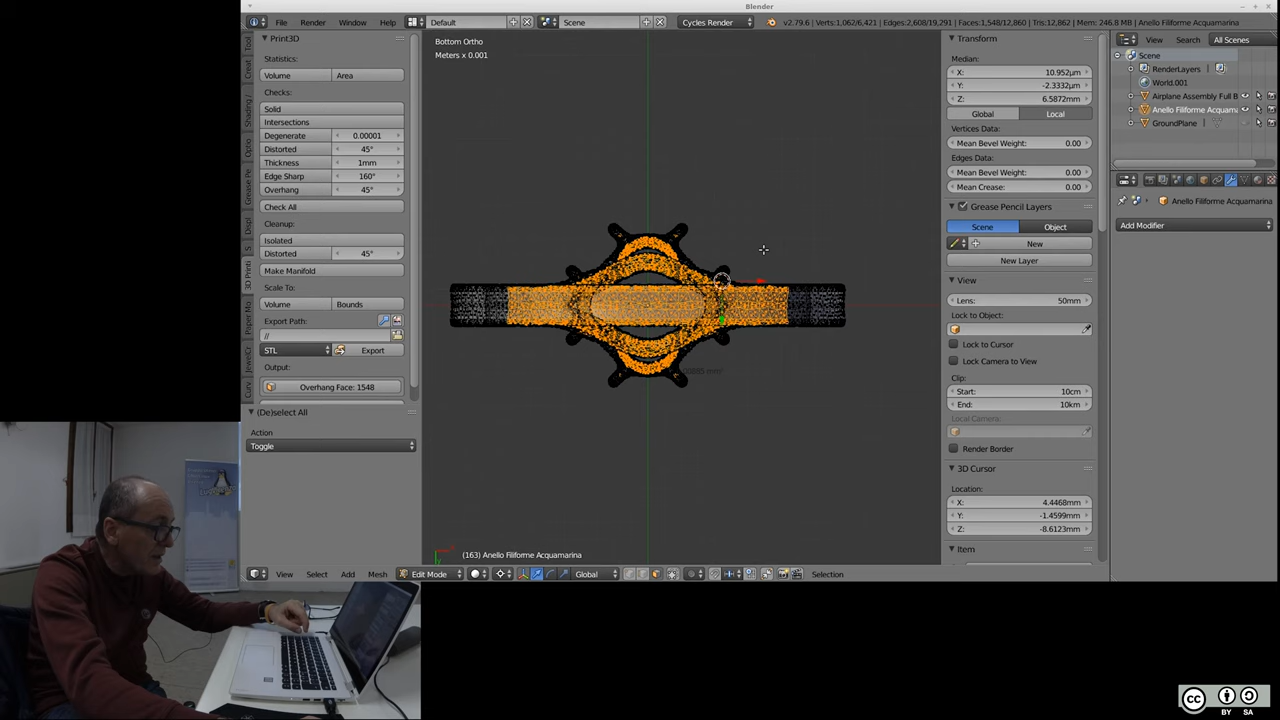 Blender
File Render Window Help Default Scene Cycles Render v2.79.6 | Verts:1,062/6,421 | Edges:2,608/19,291 | Faces:1,548/12,860 | Tris:12,862 | Mem: 246.8 MB | Anello Filiforme Acquamarina
Print3D
Statistics:
Volume Area
Checks:
Solid
Intersections
Degenerate 0.00001
Distorted 45°
Thickness 1mm
Edge Sharp 160°
Overhang 45°
Check All
Cleanup:
Isolated
Distorted 45°
Make Manifold
Scale To:
Volume Bounds
Export Path:
//
STL Export
Output:
Overhang Face: 1548
(De)select All
Action
Toggle
Bottom Ortho
Meters x 0.001
(163) Anello Filiforme Acquamarina
View Select Add Mesh Edit Mode Global Selection
Transform
Median:
X: 10.952µm
Y: -2.3332µm
Z: 6.5872mm
Global Local
Vertices Data:
Mean Bevel Weight: 0.00
Edges Data:
Mean Bevel Weight: 0.00
Mean Crease: 0.00
Grease Pencil Layers
Scene Object
New
New Layer
View
Lens: 50mm
Lock to Object:
Lock to Cursor
Lock Camera to View
Clip:
Start: 10cm
End: 10km
Local Camera:
Render Border
3D Cursor
Location:
X: 4.4468mm
Y: -1.4599mm
Z: -8.6123mm
Item
View Search All Scenes
Scene
RenderLayers
World.001
Airplane Assembly Full B
Anello Filiforme Acquama
GroundPlane
Anello Filiforme Acquamarina
Add Modifier
CC BY SA